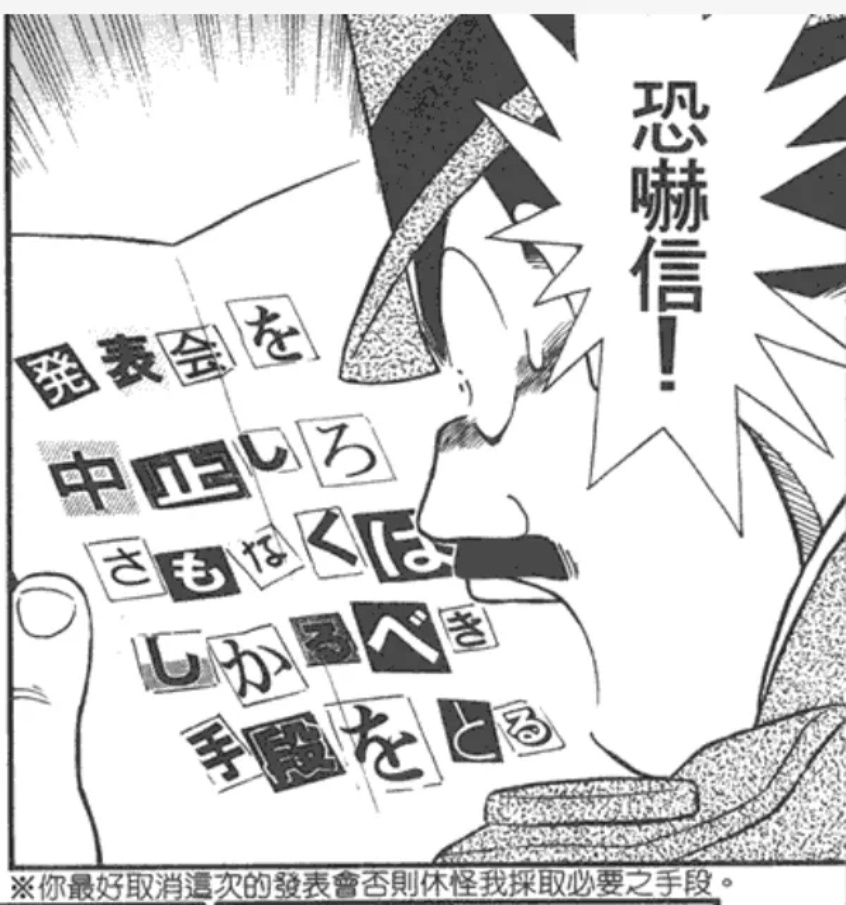 恐嚇信!
発表会を
中止しろ
さもなくは
しかるべき
手段をとる
※你最好取消這次的發表會否則休怪我採取必要之手段。